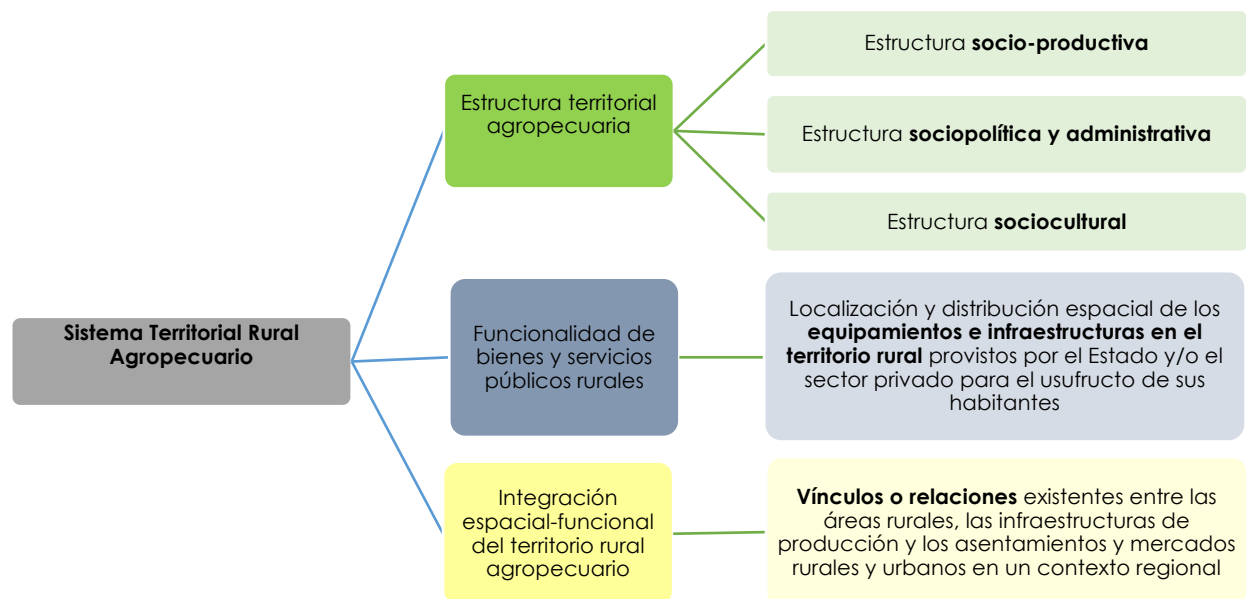 Sistema Territorial Rural
Agropecuario
Estructura territorial
agropecuaria
Estructura socio-productiva
Estructura sociopolítica y administrativa
Estructura sociocultural
Funcionalidad de
bienes y servicios
públicos rurales
Localización y distribución espacial de los
equipamientos e infraestructuras en el
territorio rural provistos por el Estado y/o el
sector privado para el usufructo de sus
habitantes
Integración
espacial-funcional
del territorio rural
agropecuario
Vínculos o relaciones existentes entre las
áreas rurales, las infraestructuras de
producción y los asentamientos y mercados
rurales y urbanos en un contexto regional